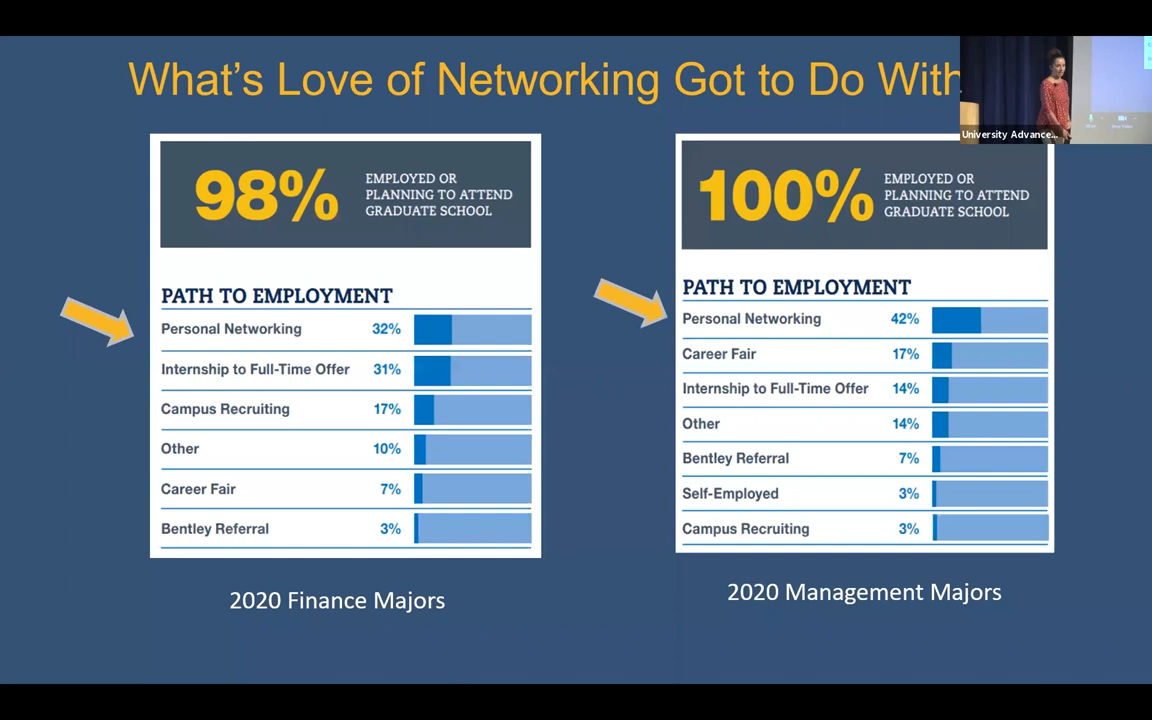 What's Love of Networking Got to Do With
University Advance...
98%
EMPLOYED OR
PLANNING TO ATTEND
GRADUATE SCHOOL
PATH TO EMPLOYMENT
Personal Networking 32%
Internship to Full-Time Offer 31%
Campus Recruiting 17%
Other 10%
Career Fair 7%
Bentley Referral 3%
2020 Finance Majors
100%
EMPLOYED OR
PLANNING TO ATTEND
GRADUATE SCHOOL
PATH TO EMPLOYMENT
Personal Networking 42%
Career Fair 17%
Internship to Full-Time Offer 14%
Other 14%
Bentley Referral 7%
Self-Employed 3%
Campus Recruiting 3%
2020 Management Majors